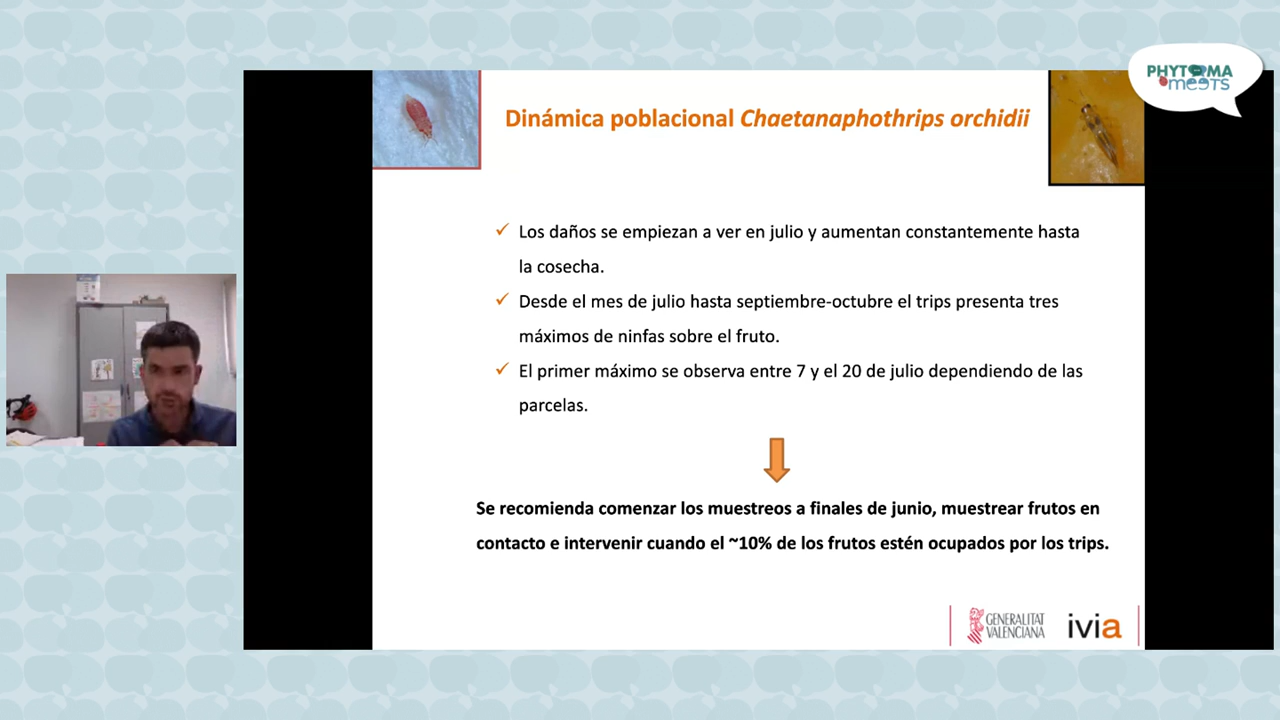 PHYTOMA
meets
Dinámica poblacional Chaetanaphothrips orchidii
✓ Los daños se empiezan a ver en julio y aumentan constantemente hasta
la cosecha.
✓ Desde el mes de julio hasta septiembre-octubre el trips presenta tres
máximos de ninfas sobre el fruto.
✓ El primer máximo se observa entre 7 y el 20 de julio dependiendo de las
parcelas.
Se recomienda comenzar los muestreos a finales de junio, muestrear frutos en
contacto e intervenir cuando el ~10% de los frutos estén ocupados por los trips.
GENERALITAT
VALENCIANA
ivia